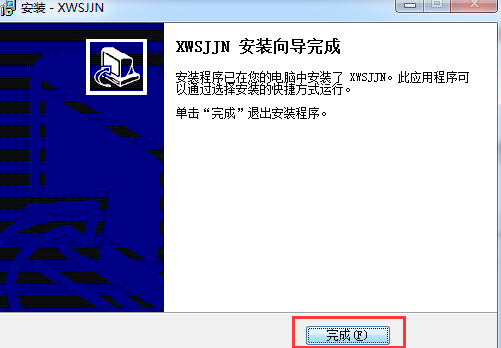 安装 - XWSJJN
XWSJJN 安装向导完成
安装程序已在您的电脑中安装了 XWSJJN。此应用程序可
以通过选择安装的快捷方式运行。
单击“完成”退出安装程序。
完成(F)